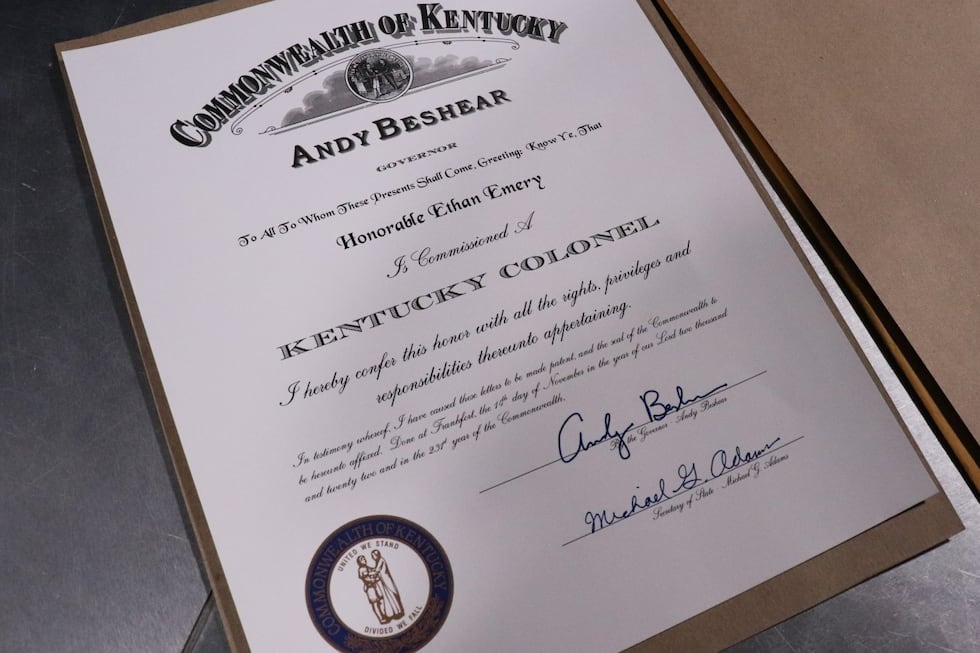 COMMONWEALTH OF KENTUCKY
ANDY BESHEAR
GOVERNOR
To All To Whom These Presents Shall Come, Greeting: Know Ye, That
Honorable Ethan Emery
Is Commissioned A
KENTUCKY COLONEL
I hereby confer this honor with all the rights, privileges and
responsibilities thereunto appertaining.
In testimony whereof, I have caused these letters to be made patent, and the seal of the Commonwealth to
be hereunto affixed. Done at Frankfort, the 14th day of November in the year of our Lord two thousand
and twenty two and in the 231st year of the Commonwealth.
Andy Beshear
By the Governor - Andy Beshear
Michael G. Adams
Secretary of State - Michael G. Adams
COMMONWEALTH OF KENTUCKY
UNITED WE STAND
DIVIDED WE FALL